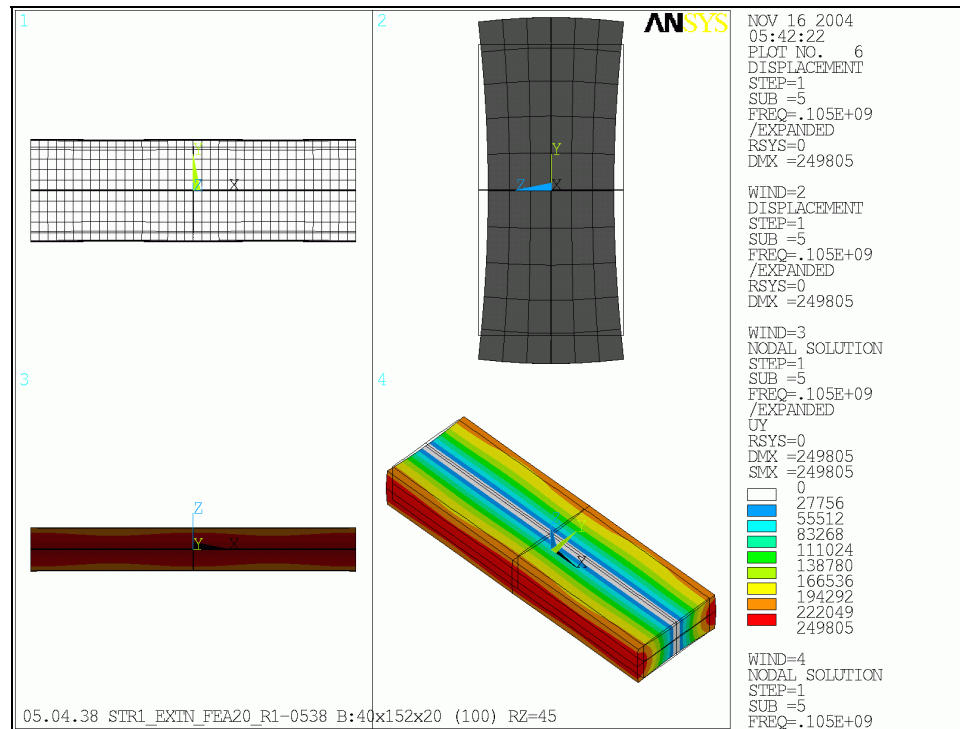 1
2
ANSYS
Y
Z
X
Y
Z
X
3
4
Z
Y
X
Y
X
05.04.38 STR1_EXTN_FEA20_R1-0538 B:40x152x20 (100) RZ=45
NOV 16 2004
05:42:22
PLOT NO. 6
DISPLACEMENT
STEP=1
SUB =5
FREQ=.105E+09
/EXPANDED
RSYS=0
DMX =249805
WIND=2
DISPLACEMENT
STEP=1
SUB =5
FREQ=.105E+09
/EXPANDED
RSYS=0
DMX =249805
WIND=3
NODAL SOLUTION
STEP=1
SUB =5
FREQ=.105E+09
/EXPANDED
UY
RSYS=0
DMX =249805
SMX =249805
0
27756
55512
83268
111024
138780
166536
194292
222049
249805
WIND=4
NODAL SOLUTION
STEP=1
SUB =5
FREQ=.105E+09